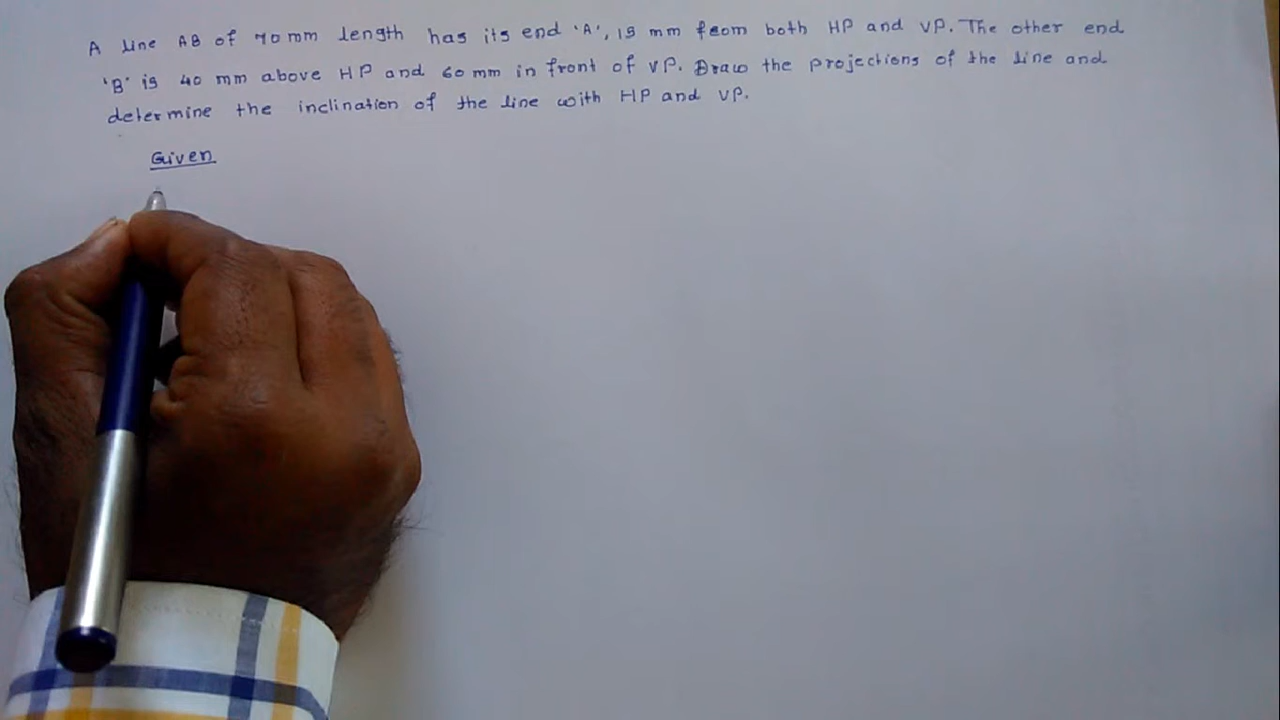 A line AB of 70 mm length has its end 'A', 15 mm from both HP and VP. The other end
'B' is 40 mm above HP and 60 mm in front of VP. Draw the projections of the line and
determine the inclination of the line with HP and VP.
Given